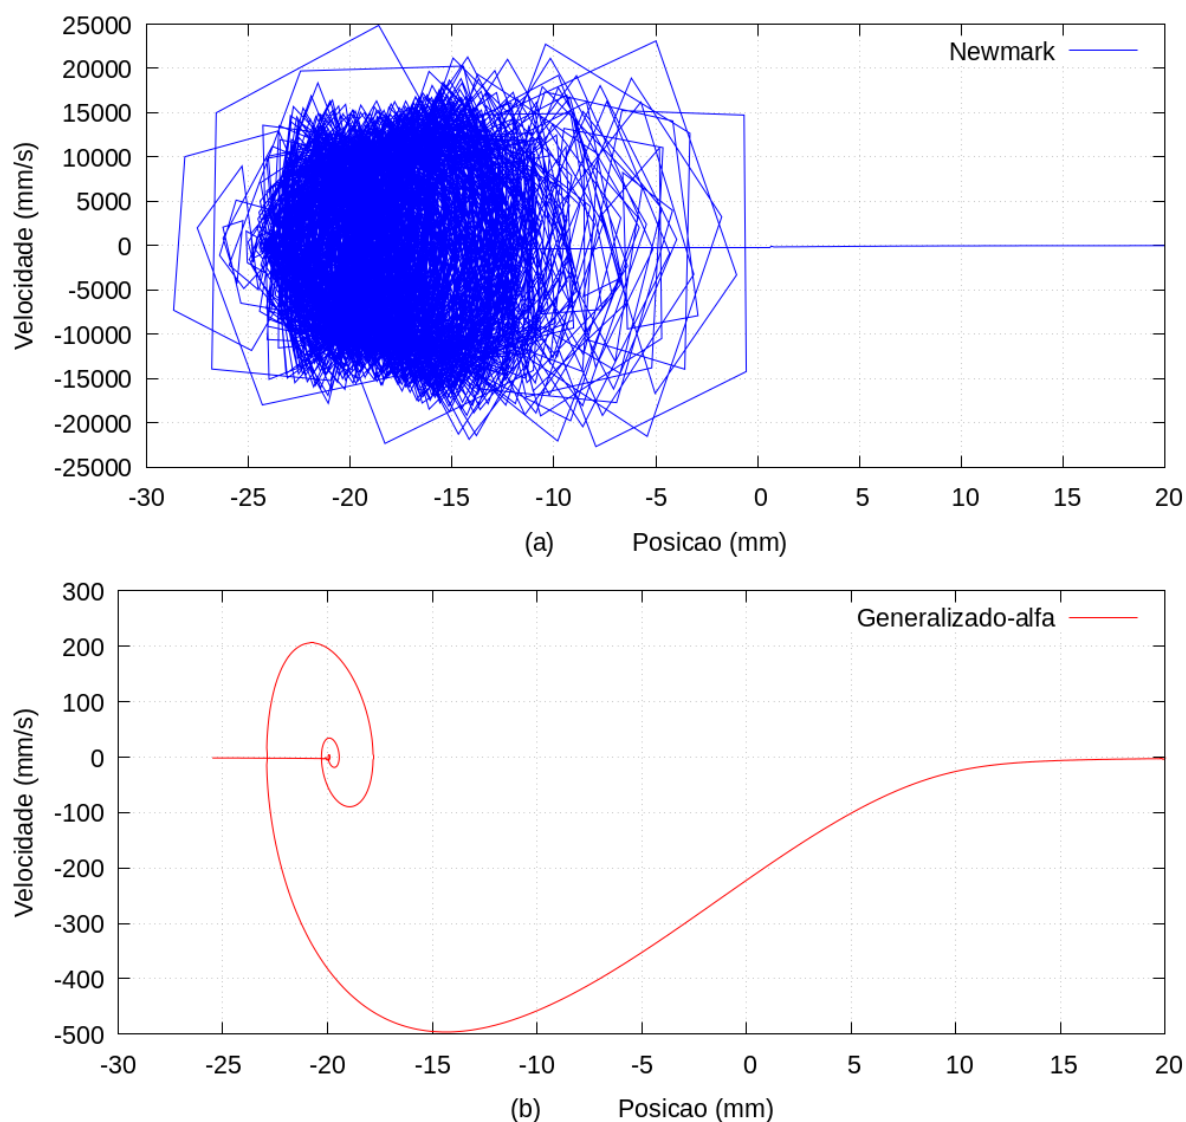 25000
20000
15000
10000
5000
0
-5000
-10000
-15000
-20000
-25000
Velocidade (mm/s)
Newmark
-30 -25 -20 -15 -10 -5 0 5 10 15 20
(a) Posicao (mm)
300
200
100
0
-100
-200
-300
-400
-500
Velocidade (mm/s)
Generalizado-alfa
-30 -25 -20 -15 -10 -5 0 5 10 15 20
(b) Posicao (mm)